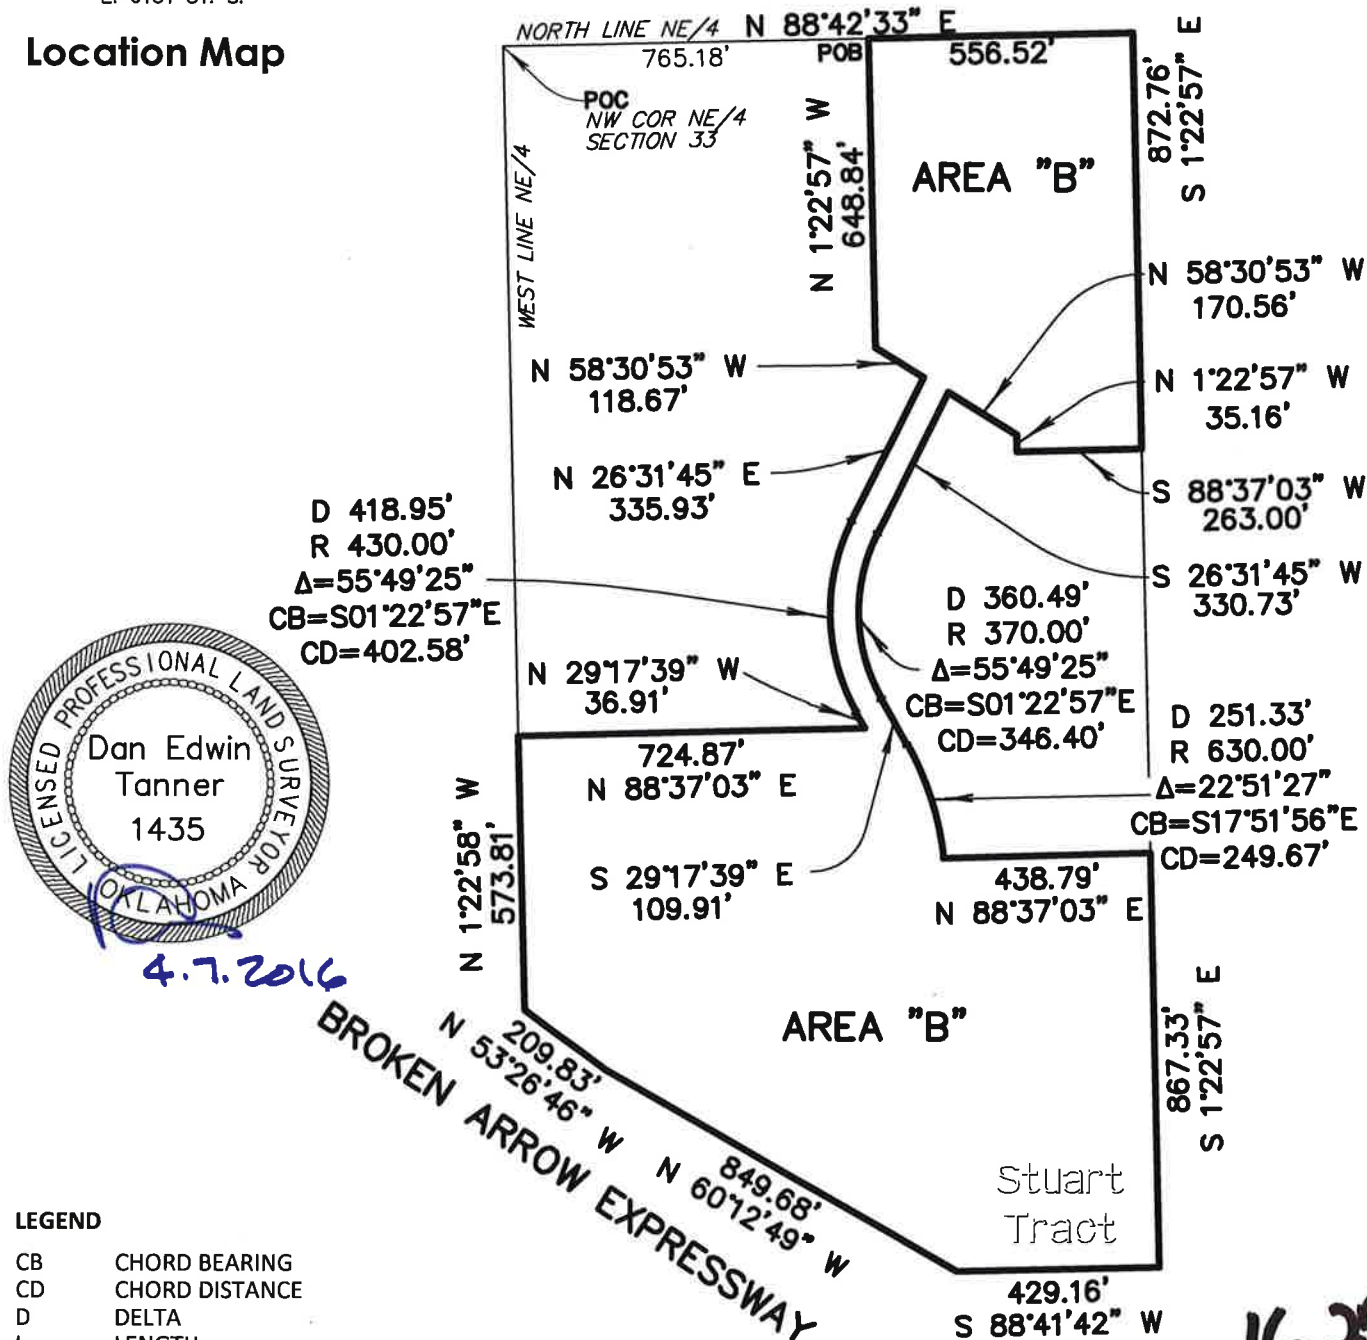 Location Map
NORTH LINE NE/4 N 88°42'33" E
765.18' POB 556.52'
POC
NW COR NE/4
SECTION 33
WEST LINE NE/4
N 1°22'57" W
648.84'
AREA "B"
872.76'
S 1°22'57" E
N 58°30'53" W
170.56'
N 58°30'53" W
118.67'
N 1°22'57" W
35.16'
N 26°31'45" E
335.93'
S 88°37'03" W
263.00'
D 418.95'
R 430.00'
Δ=55°49'25"
CB=S01°22'57"E
CD=402.58'
S 26°31'45" W
330.73'
D 360.49'
R 370.00'
Δ=55°49'25"
CB=S01°22'57"E
CD=346.40'
N 29°17'39" W
36.91'
D 251.33'
R 630.00'
Δ=22°51'27"
CB=S17°51'56"E
CD=249.67'
LICENSED PROFESSIONAL LAND SURVEYOR
Dan Edwin
Tanner
1435
OKLAHOMA
4.7.2016
724.87'
N 88°37'03" E
N 1°22'58" W
573.81'
S 29°17'39" E
109.91'
438.79'
N 88°37'03" E
AREA "B"
867.33'
S 1°22'57" E
209.83'
N 53°26'46" W
849.68'
N 60°12'49" W
BROKEN ARROW EXPRESSWAY
Stuart
Tract
429.16'
S 88°41'42" W
LEGEND
CB CHORD BEARING
CD CHORD DISTANCE
D DELTA